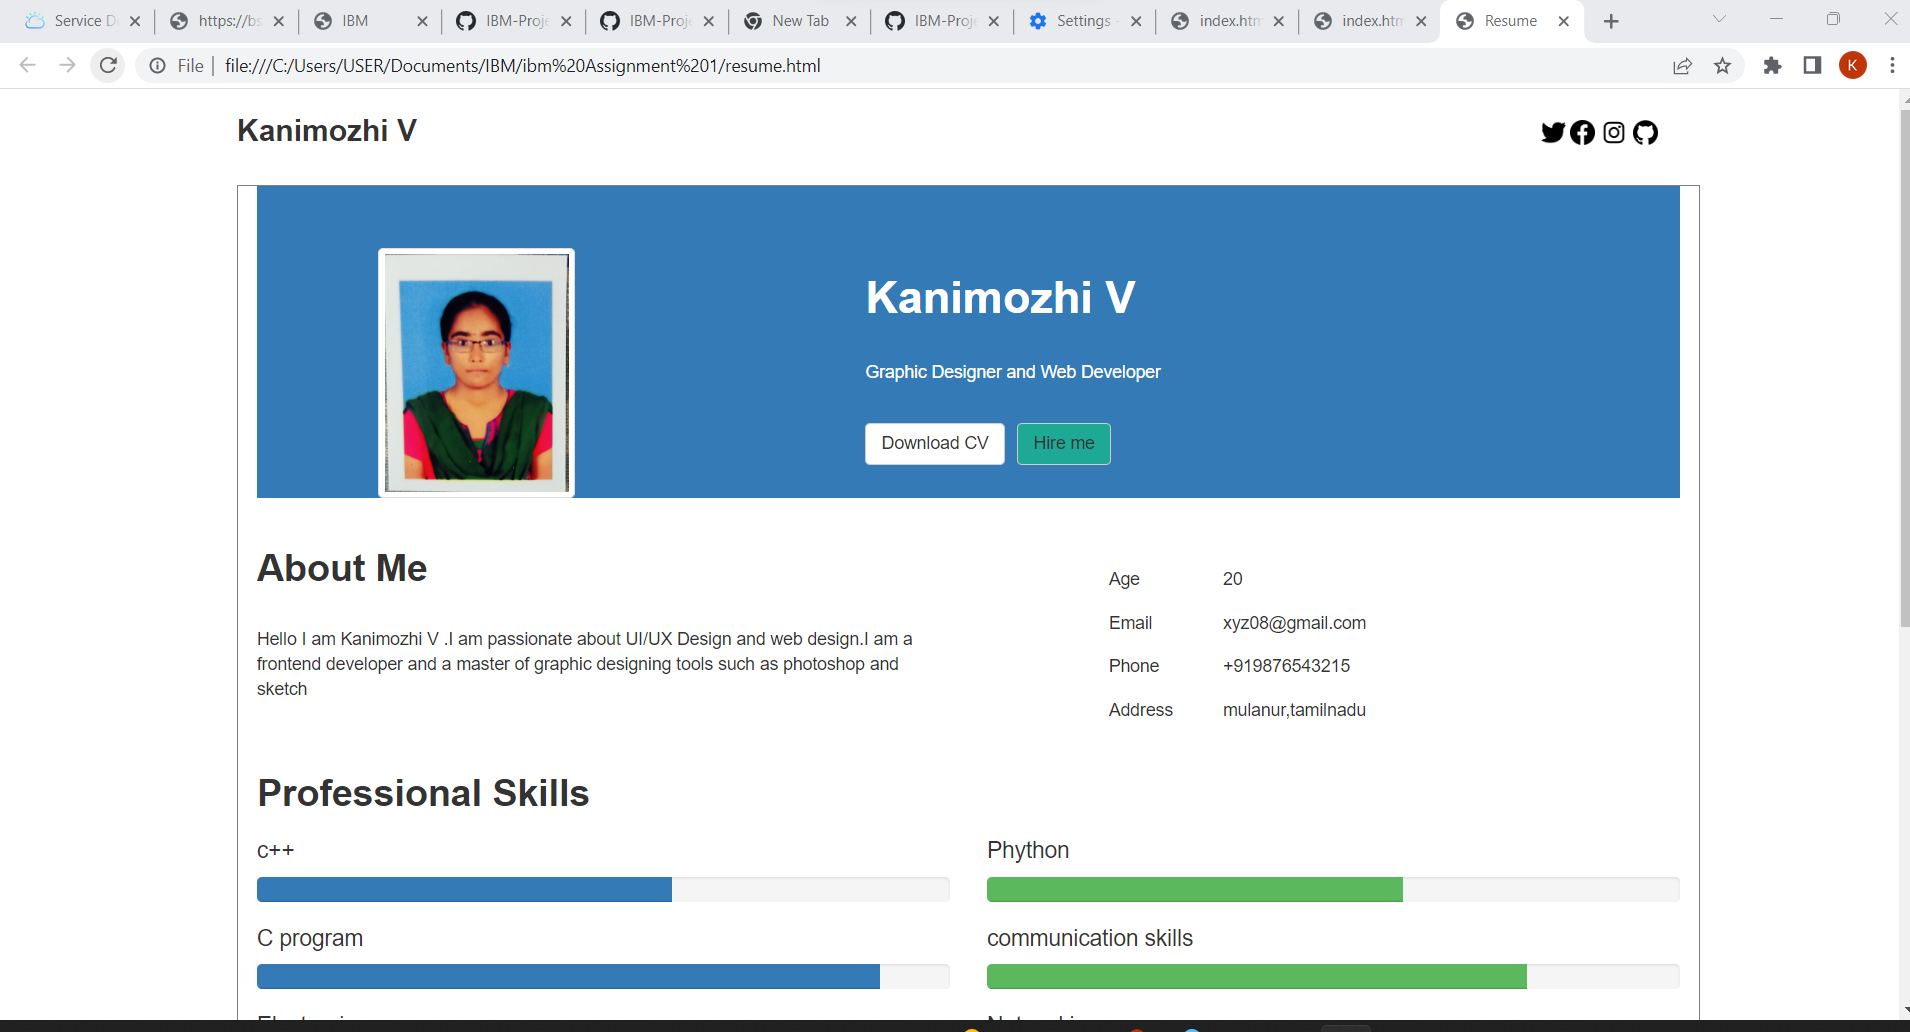 Service D
https://bs
IBM
IBM-Proje
IBM-Proj
New Tab
IBM-Proj
Settings
index.htm
index.htm
Resume
File | file:///C:/Users/USER/Documents/IBM/ibm%20Assignment%201/resume.html
K
Kanimozhi V
Kanimozhi V
Graphic Designer and Web Developer
Download CV Hire me
About Me
Hello I am Kanimozhi V .I am passionate about UI/UX Design and web design.I am a
frontend developer and a master of graphic designing tools such as photoshop and
sketch
Age 20
Email xyz08@gmail.com
Phone +919876543215
Address mulanur,tamilnadu
Professional Skills
c++
Phython
C program
communication skills